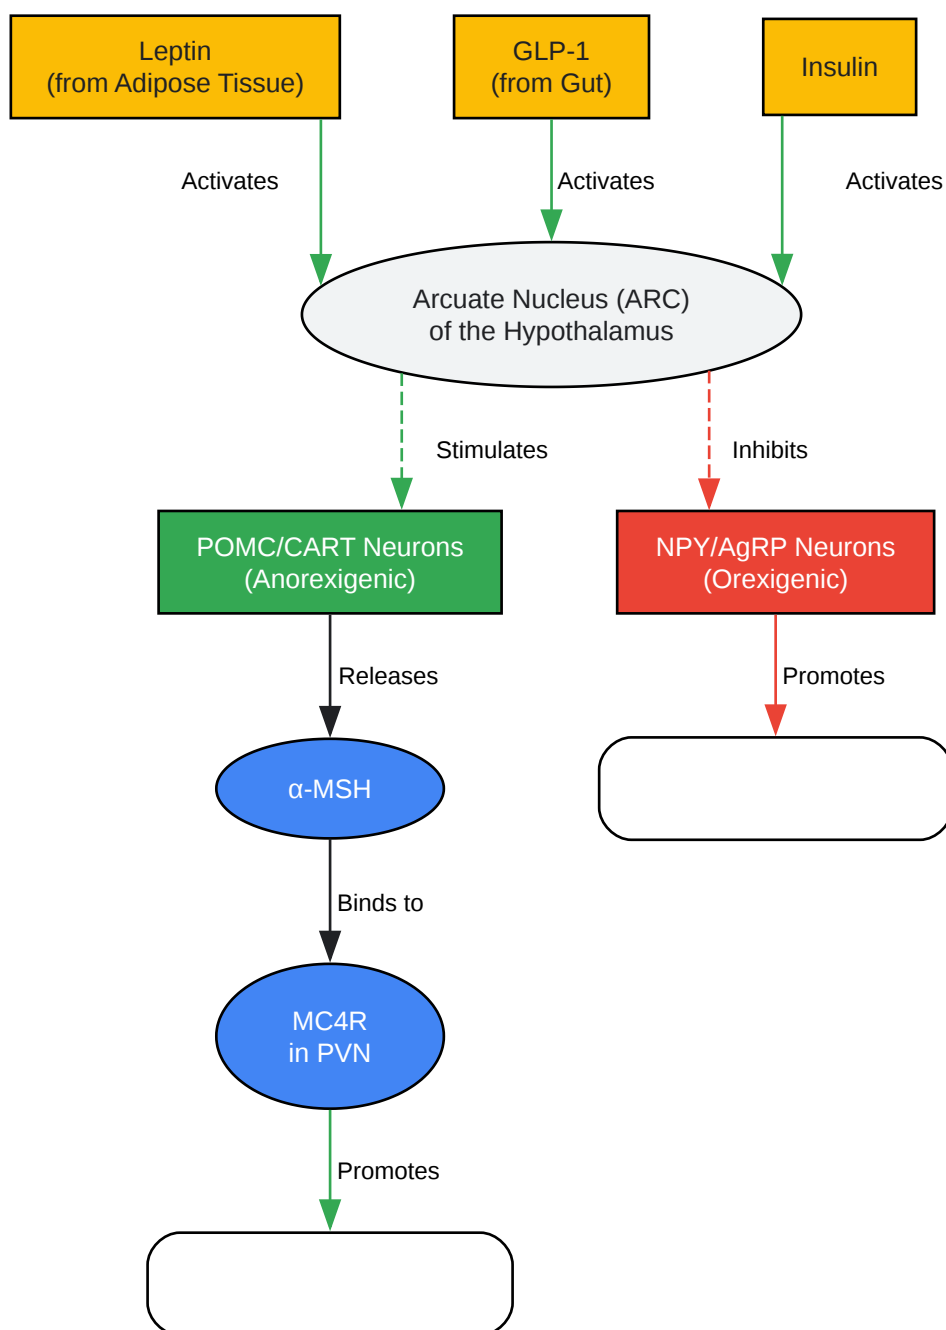 Leptin
(from Adipose Tissue)
GLP-1
(from Gut)
Insulin
Activates
Activates
Activates
Arcuate Nucleus (ARC)
of the Hypothalamus
Stimulates
Inhibits
POMC/CART Neurons
(Anorexigenic)
NPY/AgRP Neurons
(Orexigenic)
Releases
Promotes
α-MSH
Binds to
MC4R
in PVN
Promotes